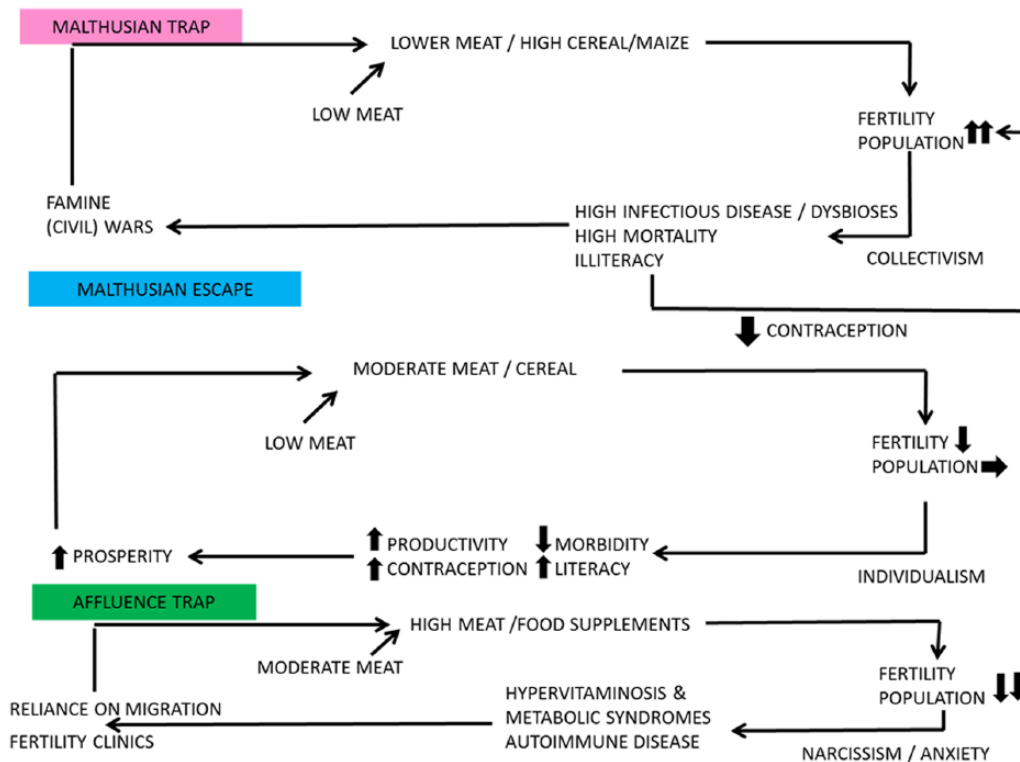 MALTHUSIAN TRAP
LOWER MEAT / HIGH CEREAL/MAIZE
LOW MEAT
FERTILITY
POPULATION
FAMINE
(CIVIL) WARS
HIGH INFECTIOUS DISEASE / DYSBIOSES
HIGH MORTALITY
ILLITERACY
COLLECTIVISM
MALTHUSIAN ESCAPE
CONTRACEPTION
MODERATE MEAT / CEREAL
LOW MEAT
FERTILITY
POPULATION
PRODUCTIVITY
CONTRACEPTION
MORBIDITY
LITERACY
PROSPERITY
INDIVIDUALISM
AFFLUENCE TRAP
HIGH MEAT /FOOD SUPPLEMENTS
MODERATE MEAT
FERTILITY
POPULATION
RELIANCE ON MIGRATION
FERTILITY CLINICS
HYPERVITAMINOSIS &
METABOLIC SYNDROMES
AUTOIMMUNE DISEASE
NARCISSISM / ANXIETY